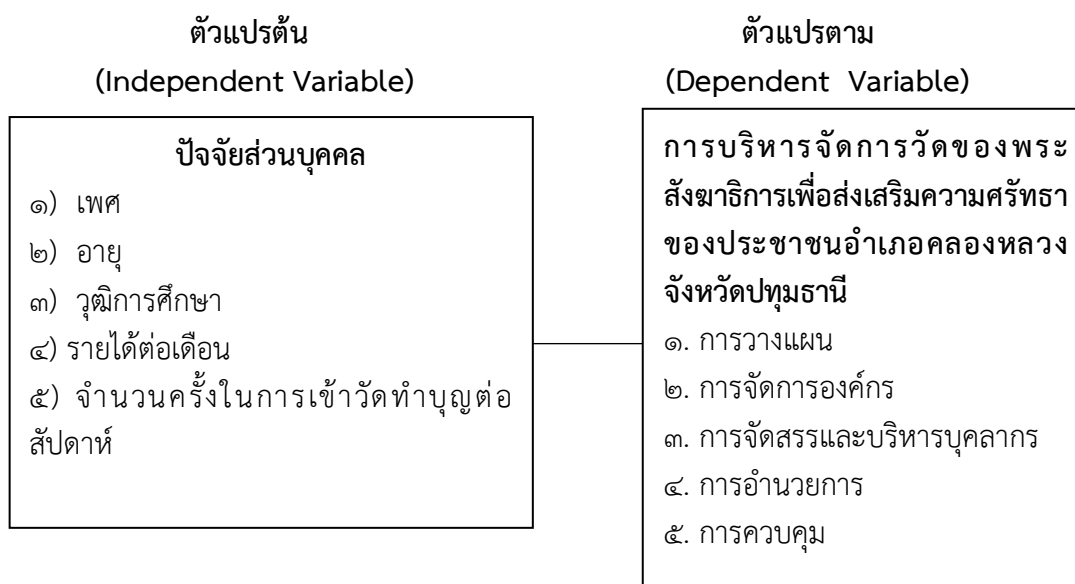 ตัวแปรต้น
(Independent Variable)
ปัจจัยส่วนบุคคล
๑) เพศ
๒) อายุ
๓) วุฒิการศึกษา
๔) รายได้ต่อเดือน
๕) จำนวนครั้งในการเข้าวัดทำบุญต่อ
สัปดาห์
ตัวแปรตาม
(Dependent Variable)
การบริหารจัดการวัดของพระ
สังฆาธิการเพื่อส่งเสริมความศรัทธา
ของประชาชนอำเภอคลองหลวง
จังหวัดปทุมธานี
๑. การวางแผน
๒. การจัดการองค์กร
๓. การจัดสรรและบริหารบุคลากร
๔. การอำนวยการ
๕. การควบคุม